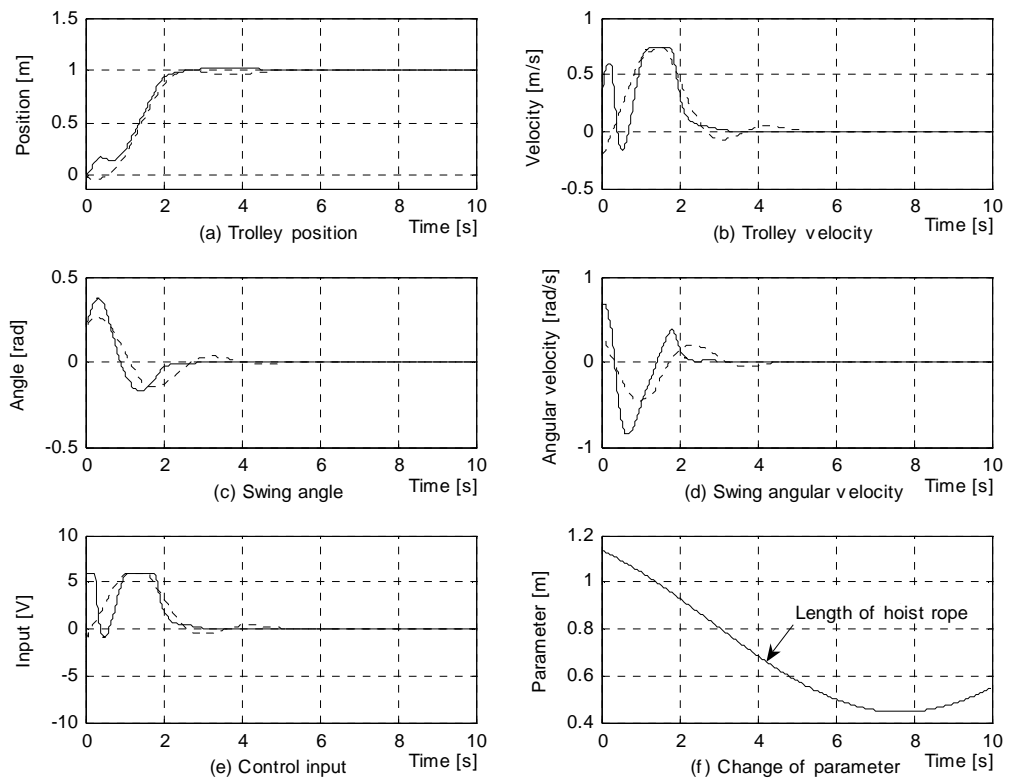 1.5
1
0.5
0
Position [m]
0 2 4 6 8 10
Time [s]
(a) Trolley position
1
0.5
0
-0.5
Velocity [m/s]
0 2 4 6 8 10
Time [s]
(b) Trolley velocity
0.5
0
-0.5
Angle [rad]
0 2 4 6 8 10
Time [s]
(c) Swing angle
1
0
-1
Angular velocity [rad/s]
0 2 4 6 8 10
Time [s]
(d) Swing angular velocity
10
5
0
-5
-10
Input [V]
0 2 4 6 8 10
Time [s]
(e) Control input
1.2
1
0.8
0.6
0.4
Parameter [m]
Length of hoist rope
0 2 4 6 8 10
Time [s]
(f) Change of parameter